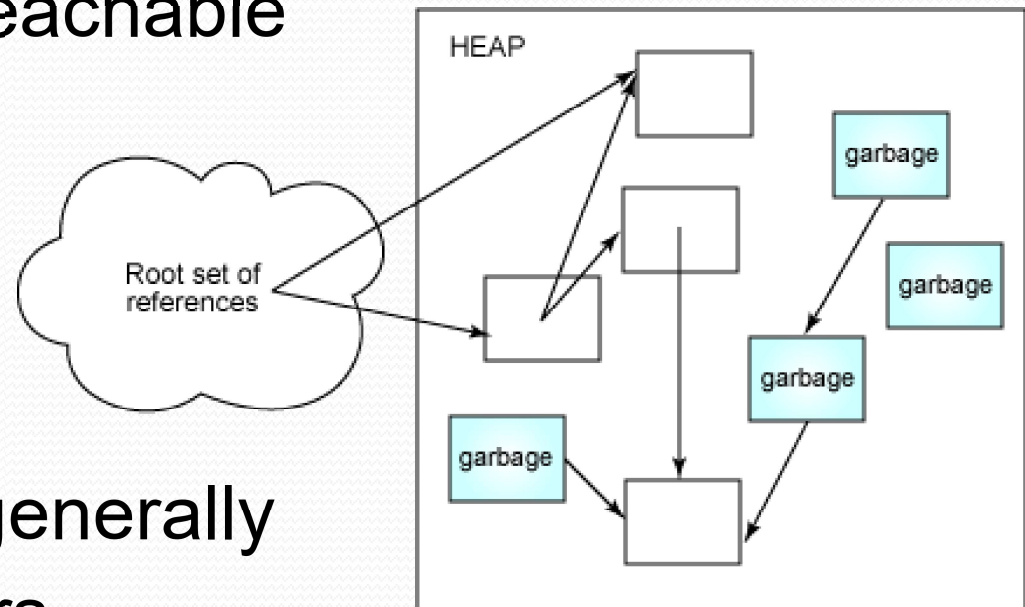 eachable
HEAP
garbage
Root set of
references
garbage
garbage
garbage
generally